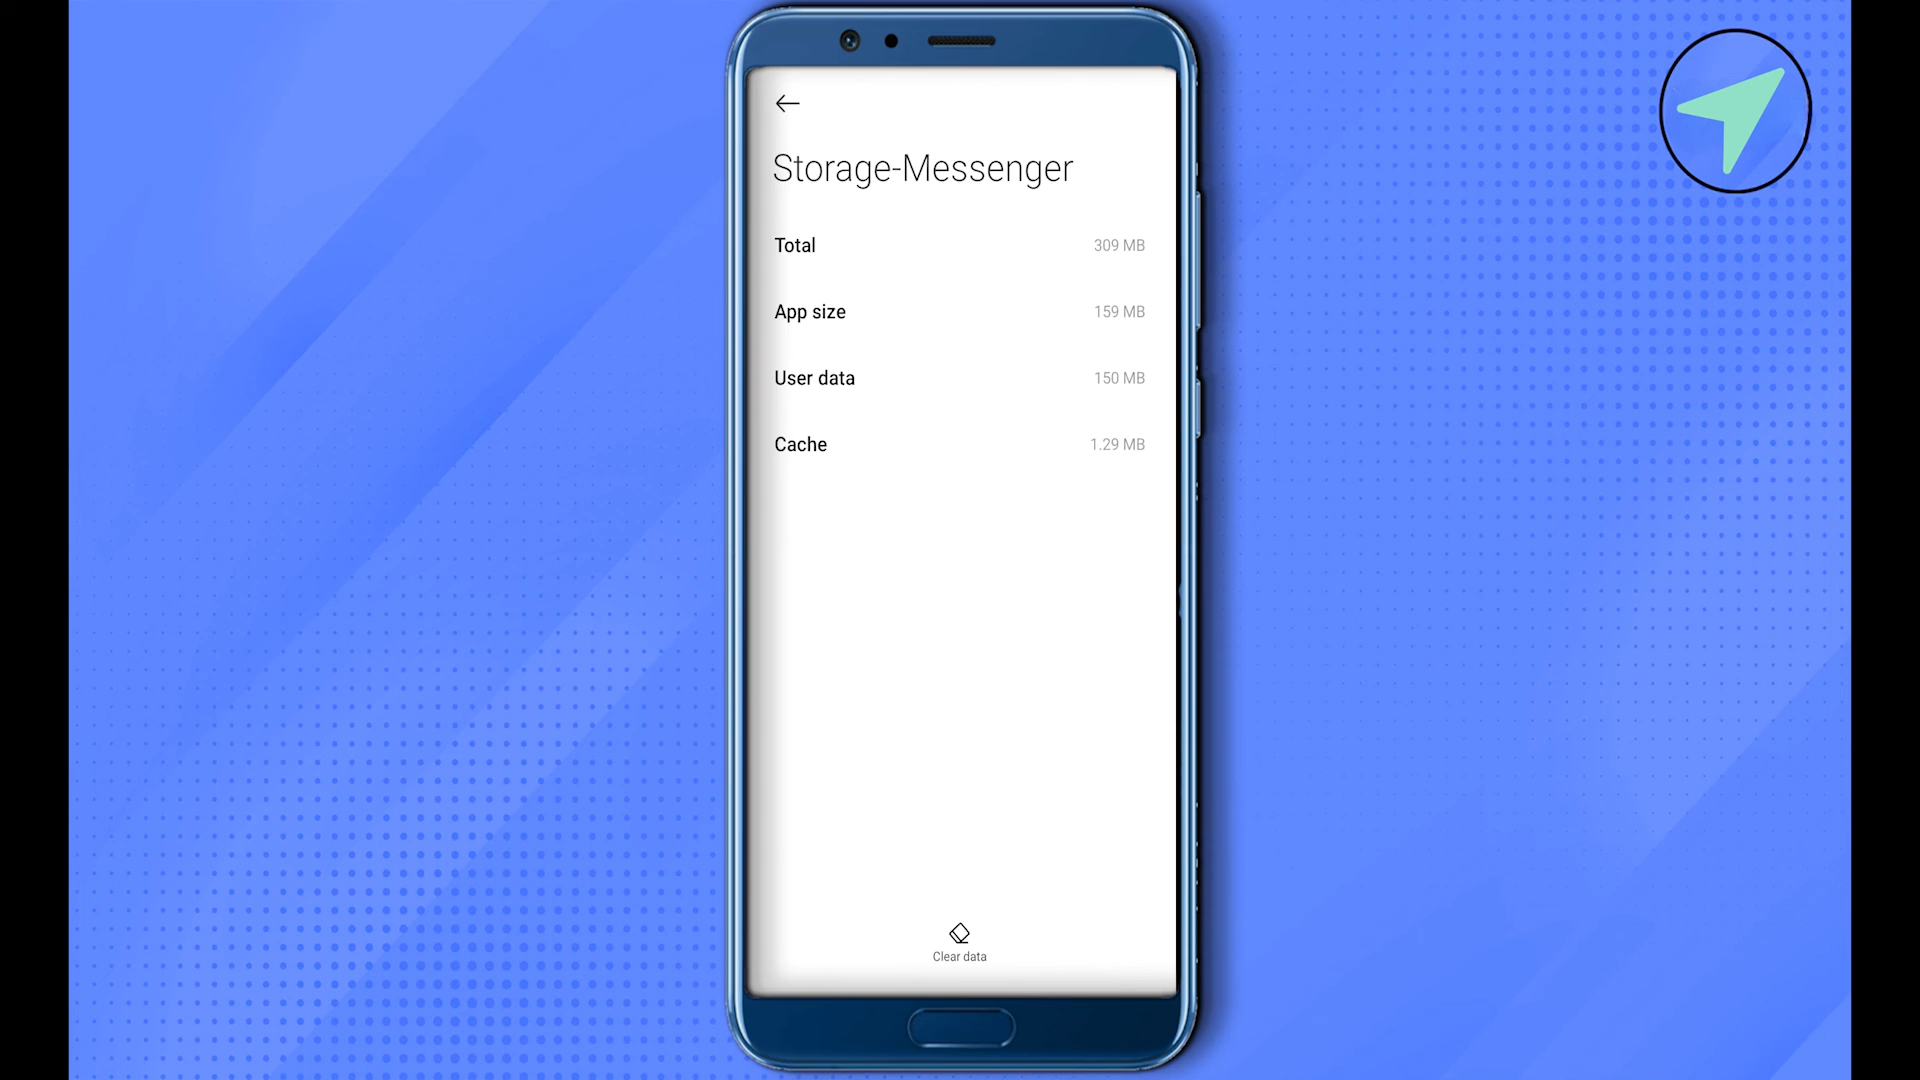 Storage-Messenger
Total 309 MB
App size 159 MB
User data 150 MB
Cache 1.29 MB
Clear data